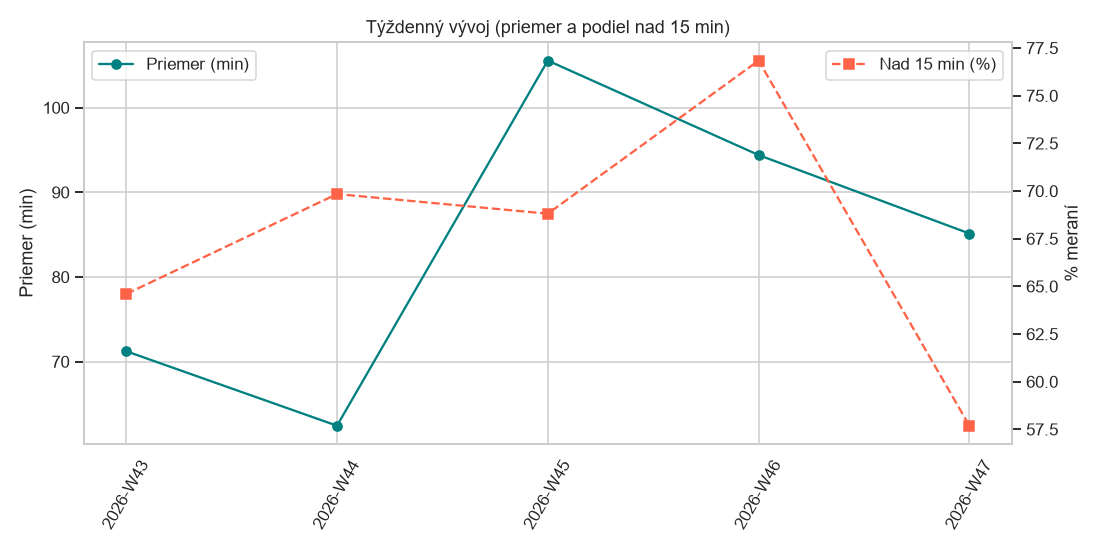 Týždenný vývoj (priemer a podiel nad 15 min)
Priemer (min)
Nad 15 min (%)
Priemer (min)
100
90
80
70
% meraní
77.5
75.0
72.5
70.0
67.5
65.0
62.5
60.0
57.5
2026-W43
2026-W44
2026-W45
2026-W46
2026-W47